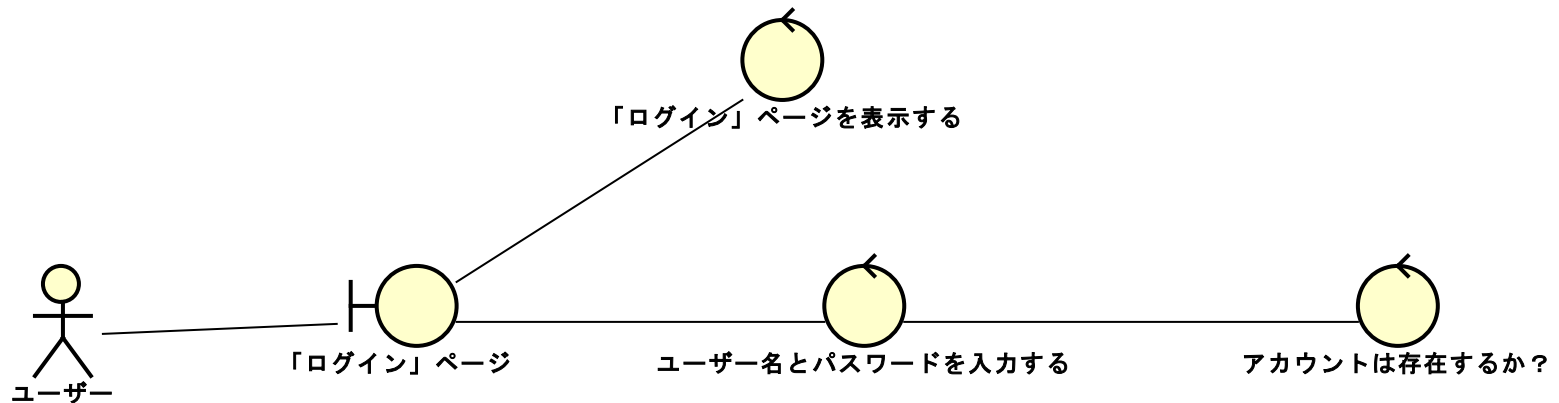 「ログイン」ページを表示する
「ログイン」ページ
ユーザー名とパスワードを入力する
アカウントは存在するか？
ユーザー